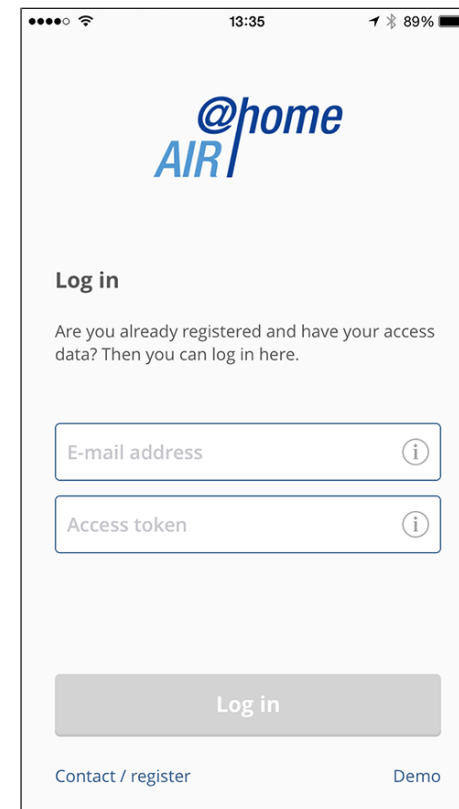 13:35
89%
@home
AIR
Log in
Are you already registered and have your access
data? Then you can log in here.
E-mail address
i
Access token
i
Log in
Contact / register
Demo